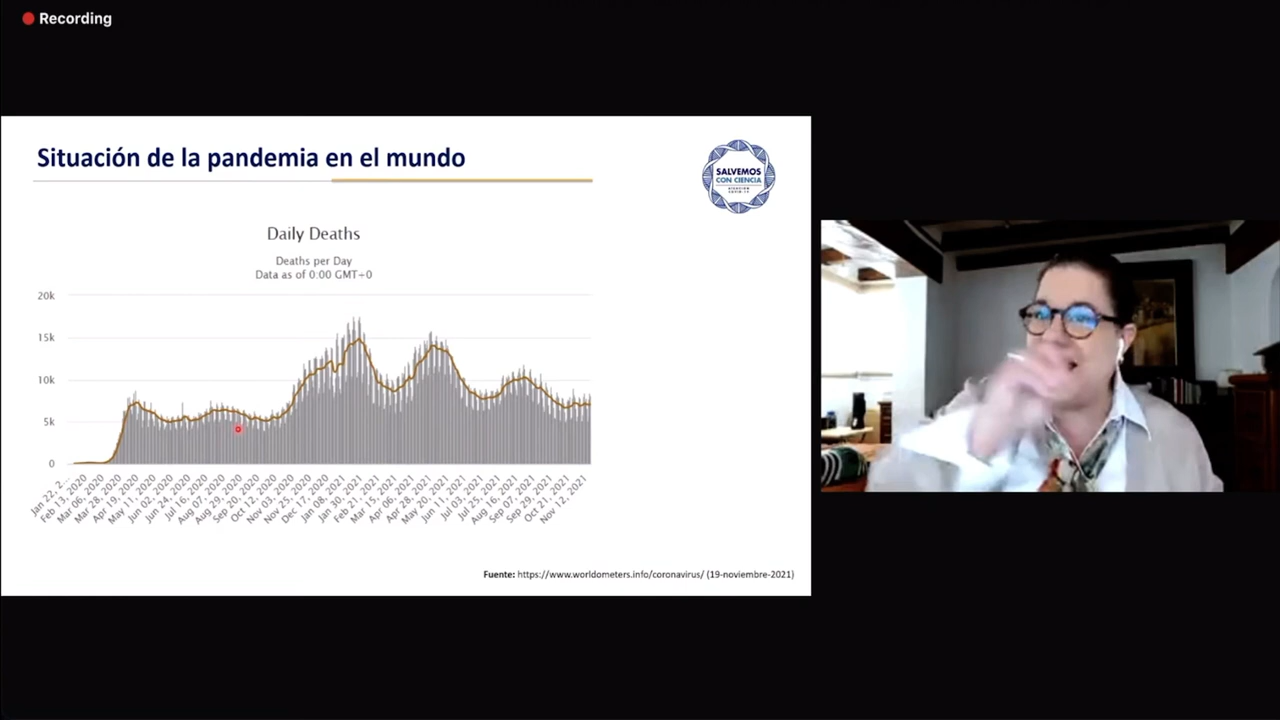 Recording
Situación de la pandemia en el mundo
SALVEMOS
CON CIENCIA
Daily Deaths
Deaths per Day
Data as of 0:00 GMT+0
20k
15k
10k
5k
0
Jan 22, 2...
Feb 13, 2020
Mar 06, 2020
Mar 28, 2020
Apr 19, 2020
May 11, 2020
Jun 02, 2020
Jun 24, 2020
Jul 16, 2020
Aug 07, 2020
Aug 29, 2020
Sep 20, 2020
Oct 12, 2020
Nov 03, 2020
Nov 25, 2020
Dec 17, 2020
Jan 08, 2021
Jan 30, 2021
Feb 21, 2021
Mar 15, 2021
Apr 06, 2021
Apr 28, 2021
May 20, 2021
Jun 11, 2021
Jul 03, 2021
Jul 25, 2021
Aug 16, 2021
Sep 07, 2021
Sep 29, 2021
Oct 21, 2021
Nov 12, 2021
Fuente: https://www.worldometers.info/coronavirus/ (19-noviembre-2021)